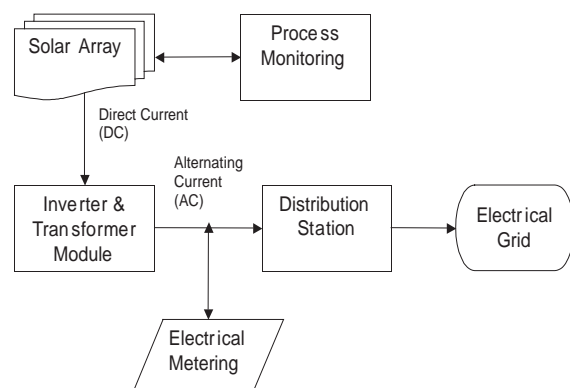 Solar Array
Process
Monitoring
Direct Current
(DC)
Alternating
Current
(AC)
Inverter &
Transformer
Module
Distribution
Station
Electrical
Grid
Electrical
Metering